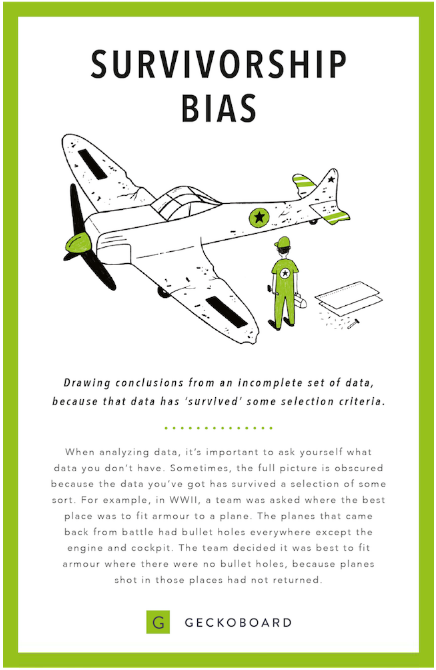 SURVIVORSHIP
BIAS
Drawing conclusions from an incomplete set of data,
because that data has ‘survived’ some selection criteria.
When analyzing data, it’s important to ask yourself what
data you don’t have. Sometimes, the full picture is obscured
because the data you’ve got has survived a selection of some
sort. For example, in WWII, a team was asked where the best
place was to fit armour to a plane. The planes that came
back from battle had bullet holes everywhere except the
engine and cockpit. The team decided it was best to fit
armour where there were no bullet holes, because planes
shot in those places had not returned.
G GECKOBOARD